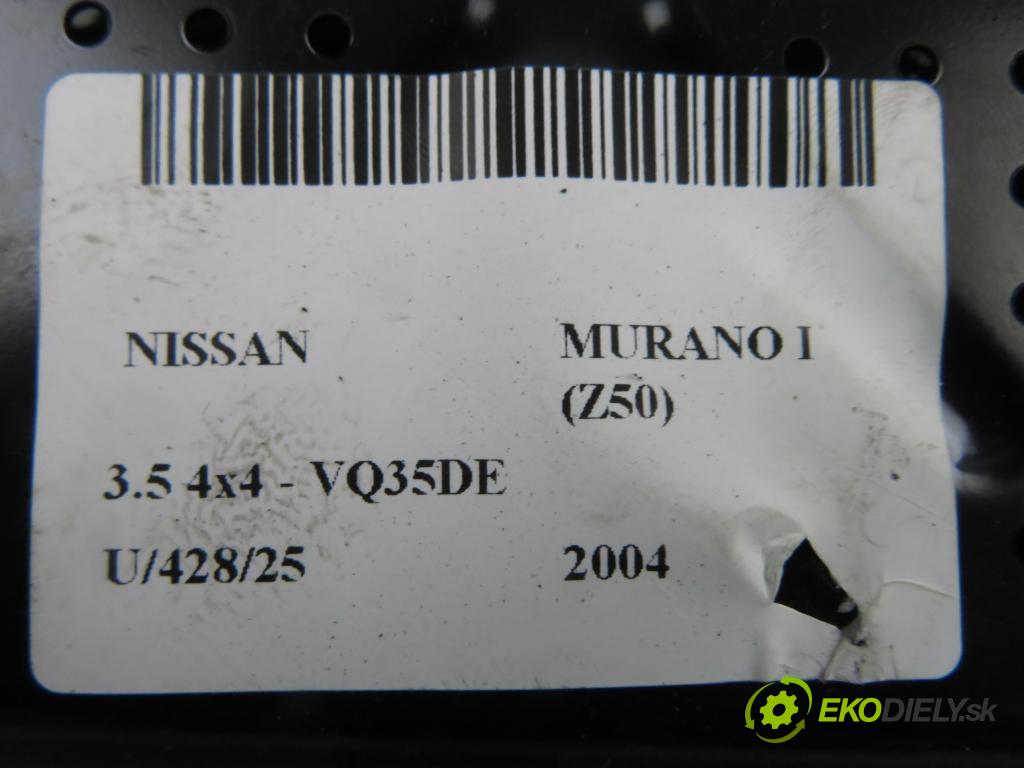 NISSAN MURANO I
(Z50)
3.5 4x4 - VQ35DE
U/428/25 2004
EKODIELY.sk